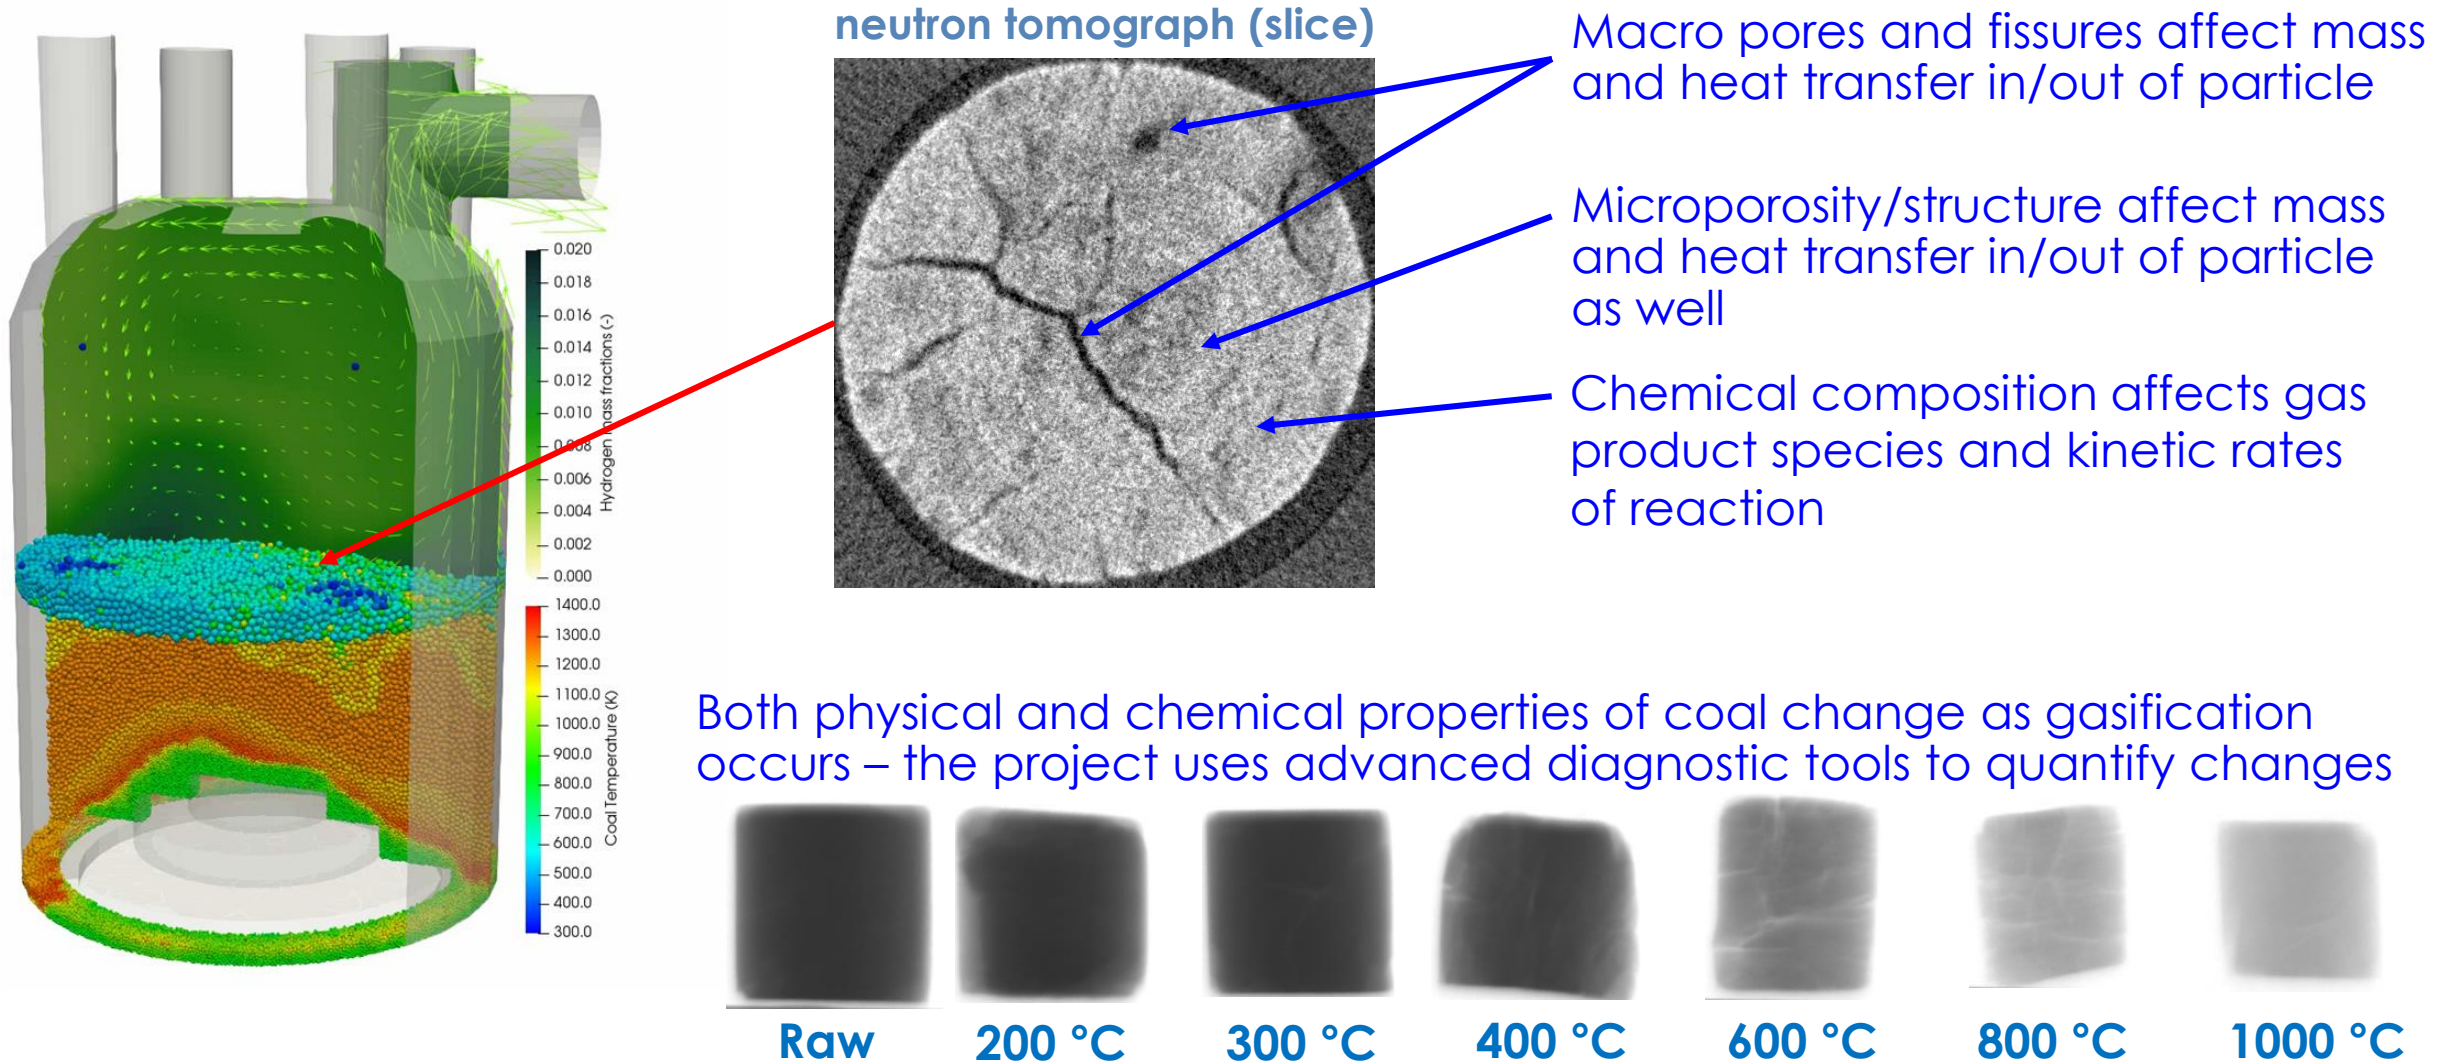 neutron tomograph (slice)
Macro pores and fissures affect mass
and heat transfer in/out of particle
Microporosity/structure affect mass
and heat transfer in/out of particle
as well
Chemical composition affects gas
product species and kinetic rates
of reaction
0.020
0.018
0.016
0.014
0.012
0.010
0.008
0.006
0.004
0.002
0.000
Hydrogen mass fractions (-)
1400.0
1300.0
1200.0
1100.0
1000.0
900.0
800.0
700.0
600.0
500.0
400.0
300.0
Coal Temperature (K)
Both physical and chemical properties of coal change as gasification
occurs – the project uses advanced diagnostic tools to quantify changes
Raw
200 °C
300 °C
400 °C
600 °C
800 °C
1000 °C